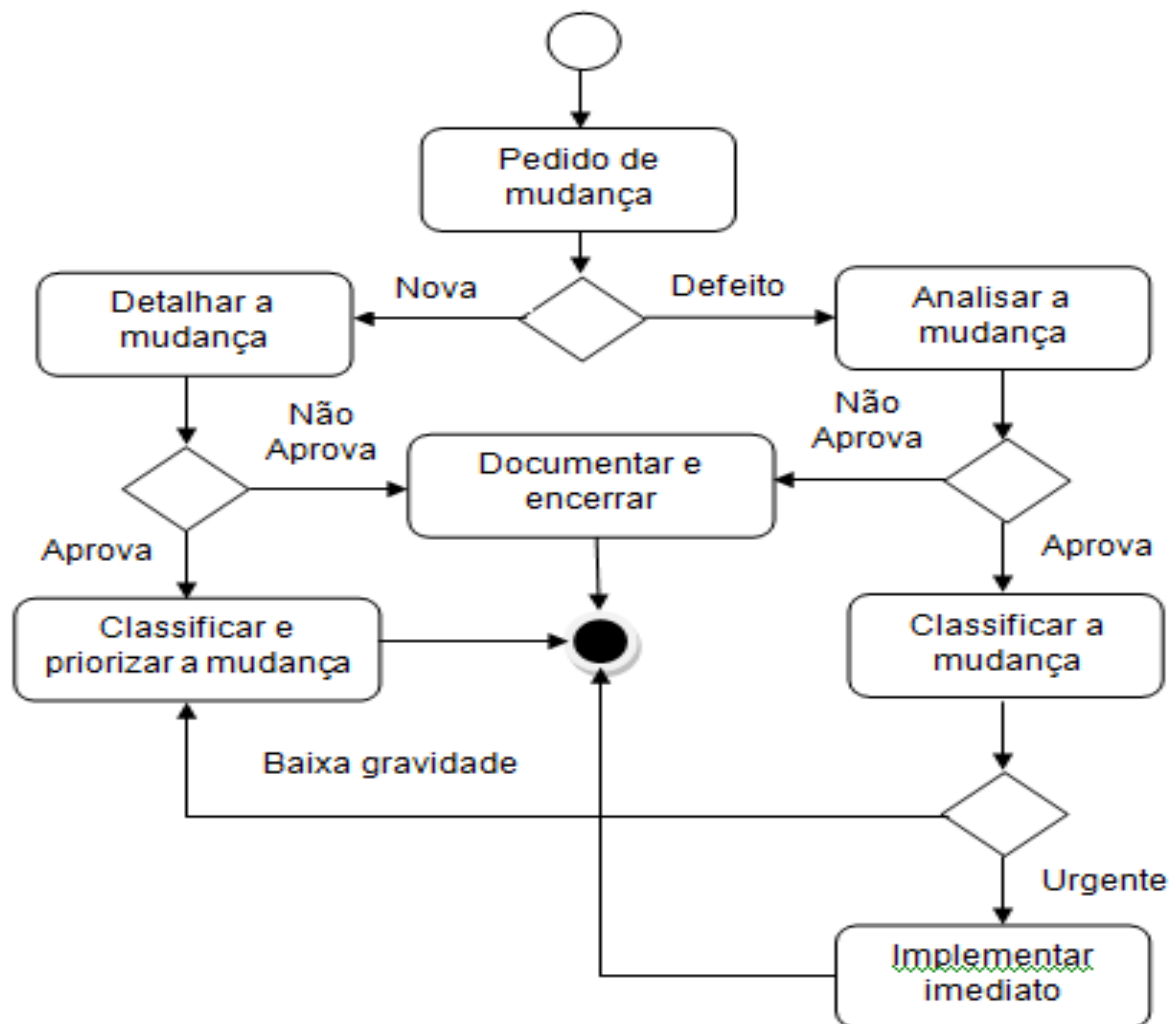 Pedido de
mudança
Nova
Defeito
Detalhar a
mudança
Analisar a
mudança
Não
Aprova
Não
Aprova
Documentar e
encerrar
Aprova
Aprova
Classificar e
priorizar a mudança
Classificar a
mudança
Baixa gravidade
Urgente
Implementar
imediato